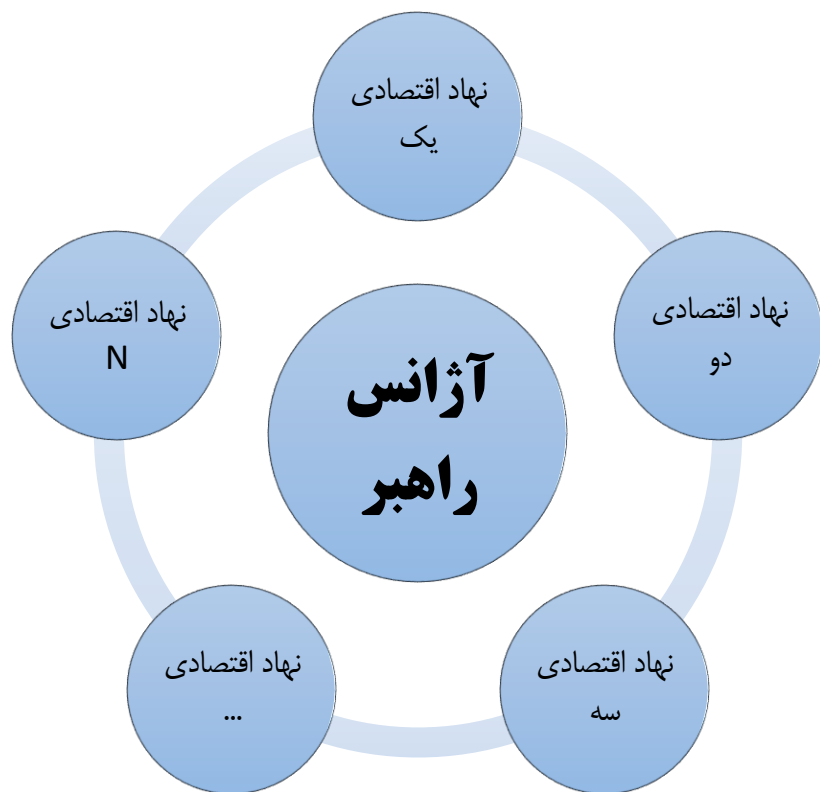 نهاد اقتصادی
یک
نهاد اقتصادی
دو
نهاد اقتصادی
سه
نهاد اقتصادی
...
نهاد اقتصادی
N
آژانس
راهبر